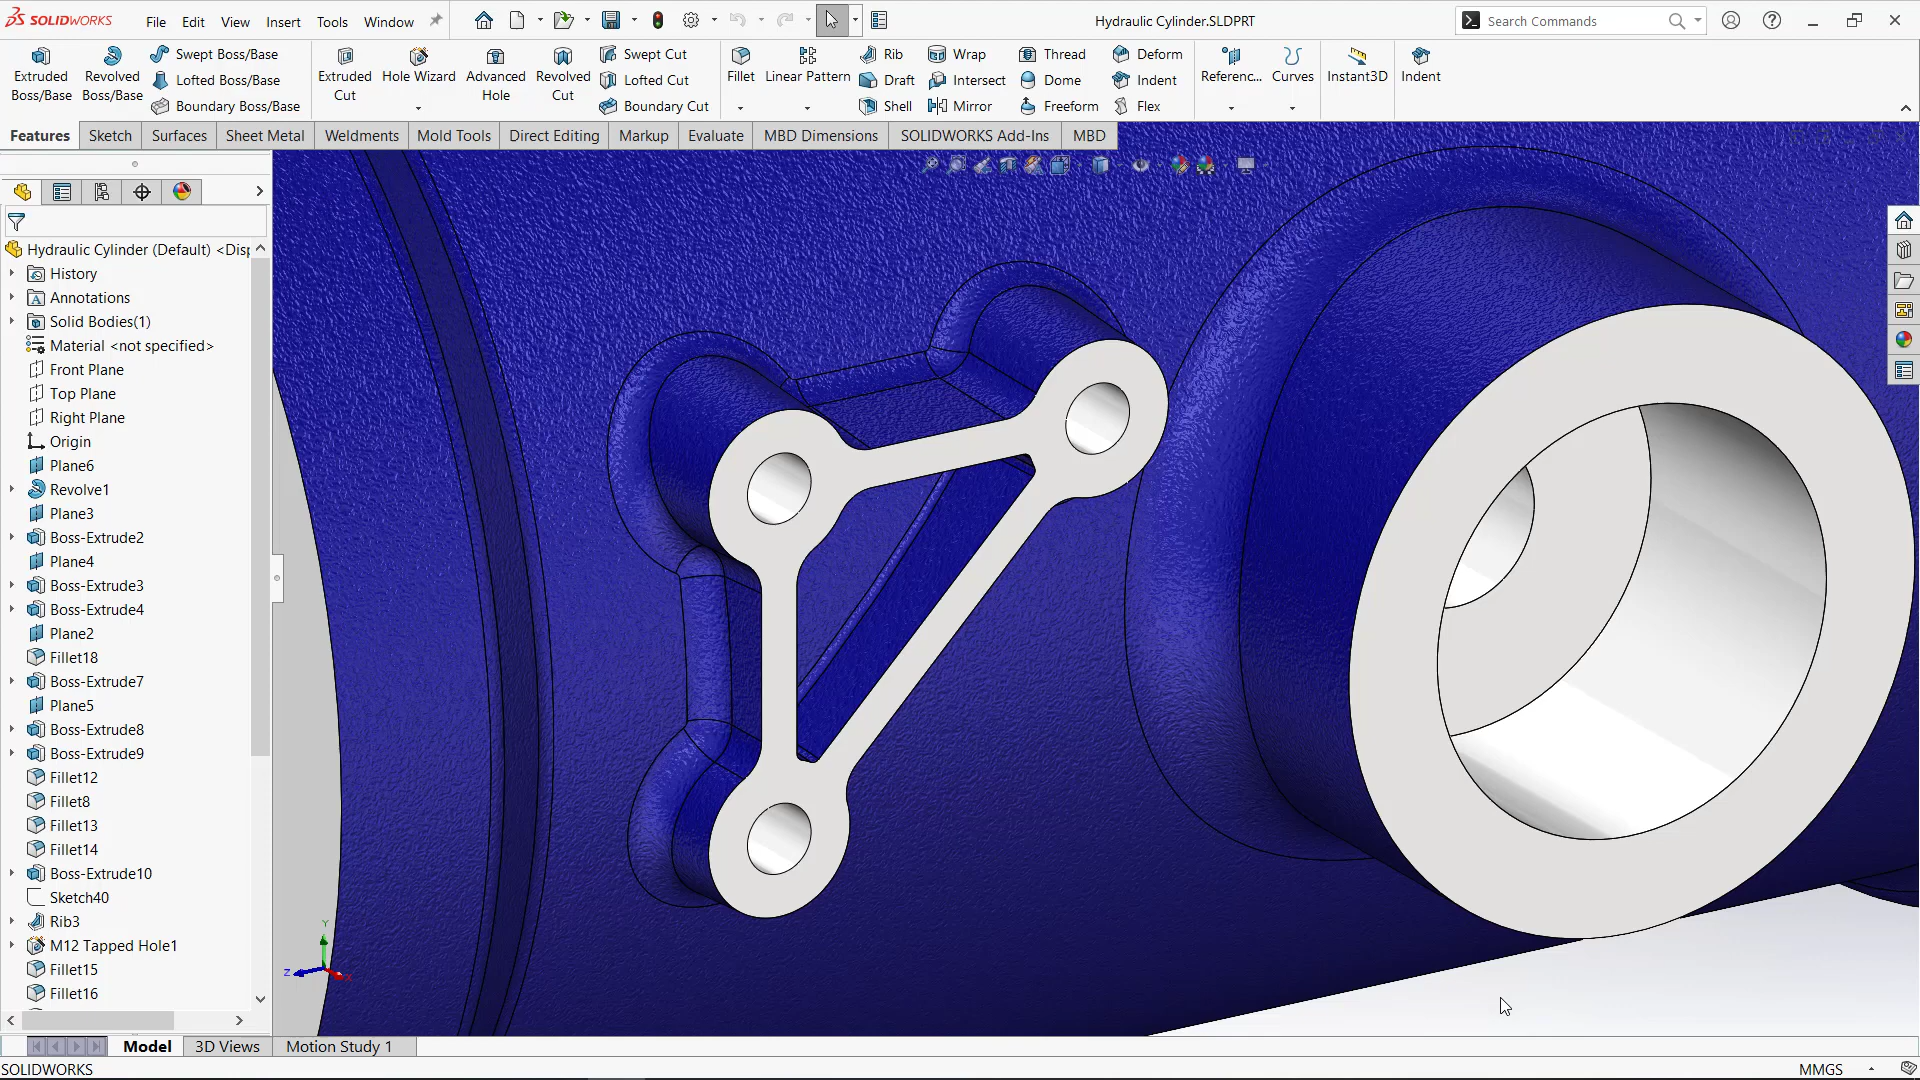 SOLIDWORKS
File Edit View Insert Tools Window
Hydraulic Cylinder.SLDPRT
Search Commands
Extruded Boss/Base
Revolved Boss/Base
Swept Boss/Base
Lofted Boss/Base
Boundary Boss/Base
Extruded Cut
Hole Wizard
Advanced Hole
Revolved Cut
Swept Cut
Lofted Cut
Boundary Cut
Fillet
Linear Pattern
Rib
Draft
Shell
Wrap
Intersect
Mirror
Thread
Dome
Freeform
Deform
Indent
Flex
Referenc...
Curves
Instant3D
Indent
Features Sketch Surfaces Sheet Metal Weldments Mold Tools Direct Editing Markup Evaluate MBD Dimensions SOLIDWORKS Add-Ins MBD
Hydraulic Cylinder (Default) <Disp
History
Annotations
Solid Bodies(1)
Material <not specified>
Front Plane
Top Plane
Right Plane
Origin
Plane6
Revolve1
Plane3
Boss-Extrude2
Plane4
Boss-Extrude3
Boss-Extrude4
Plane2
Fillet18
Boss-Extrude7
Plane5
Boss-Extrude8
Boss-Extrude9
Fillet12
Fillet8
Fillet13
Fillet14
Boss-Extrude10
Sketch40
Rib3
M12 Tapped Hole1
Fillet15
Fillet16
Y
Z
X
Model 3D Views Motion Study 1
SOLIDWORKS
MMGS